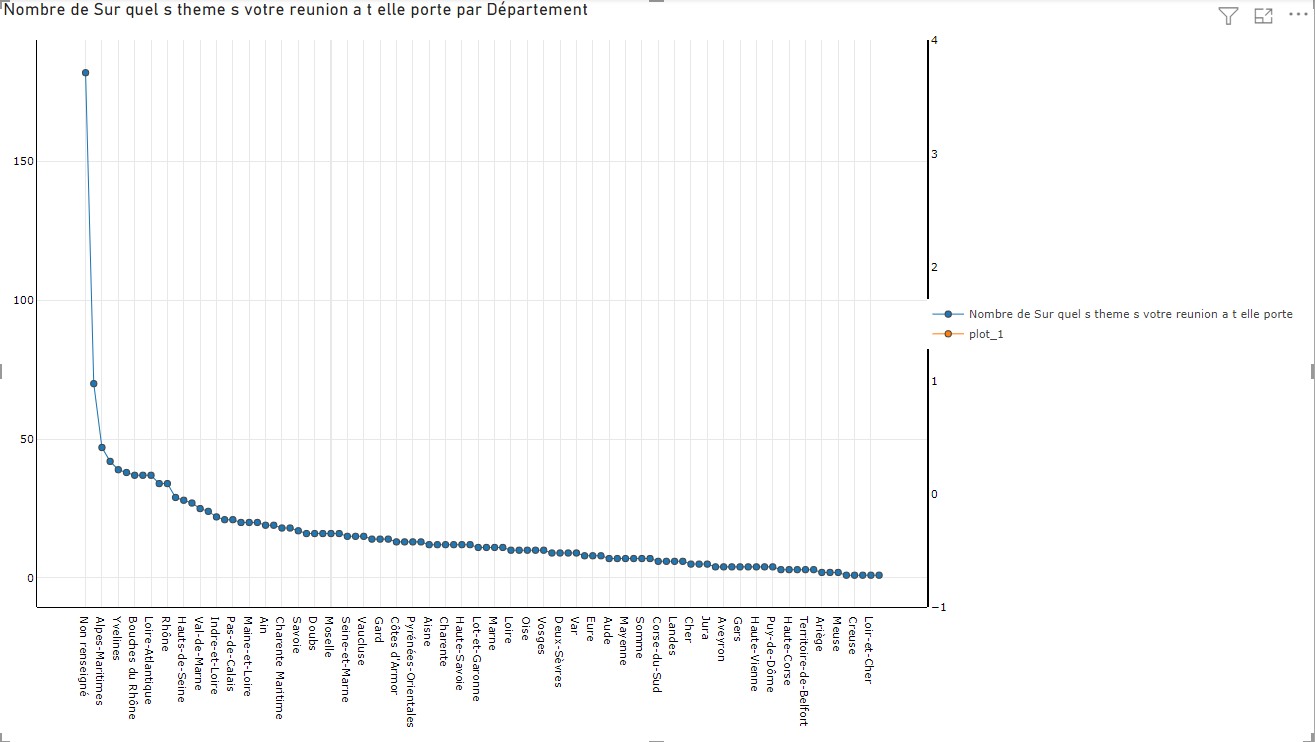 Nombre de Sur quel s theme s votre reunion a t elle porte par Département
150
100
50
0
4
3
2
1
0
−1
Nombre de Sur quel s theme s votre reunion a t elle porte
plot_1
Non renseigné
Alpes-Maritimes
Yvelines
Bouches du Rhône
Loire-Atlantique
Rhône
Hauts-de-Seine
Val-de-Marne
Indre-et-Loire
Pas-de-Calais
Maine-et-Loire
Ain
Charente Maritime
Savoie
Doubs
Moselle
Seine-et-Marne
Vaucluse
Gard
Côtes d'Armor
Pyrénées-Orientales
Aisne
Charente
Haute-Savoie
Lot-et-Garonne
Marne
Loire
Oise
Vosges
Deux-Sèvres
Var
Eure
Aude
Mayenne
Somme
Corse-du-Sud
Landes
Cher
Jura
Aveyron
Gers
Haute-Vienne
Puy-de-Dôme
Haute-Corse
Territoire-de-Belfort
Ariège
Meuse
Creuse
Loir-et-Cher